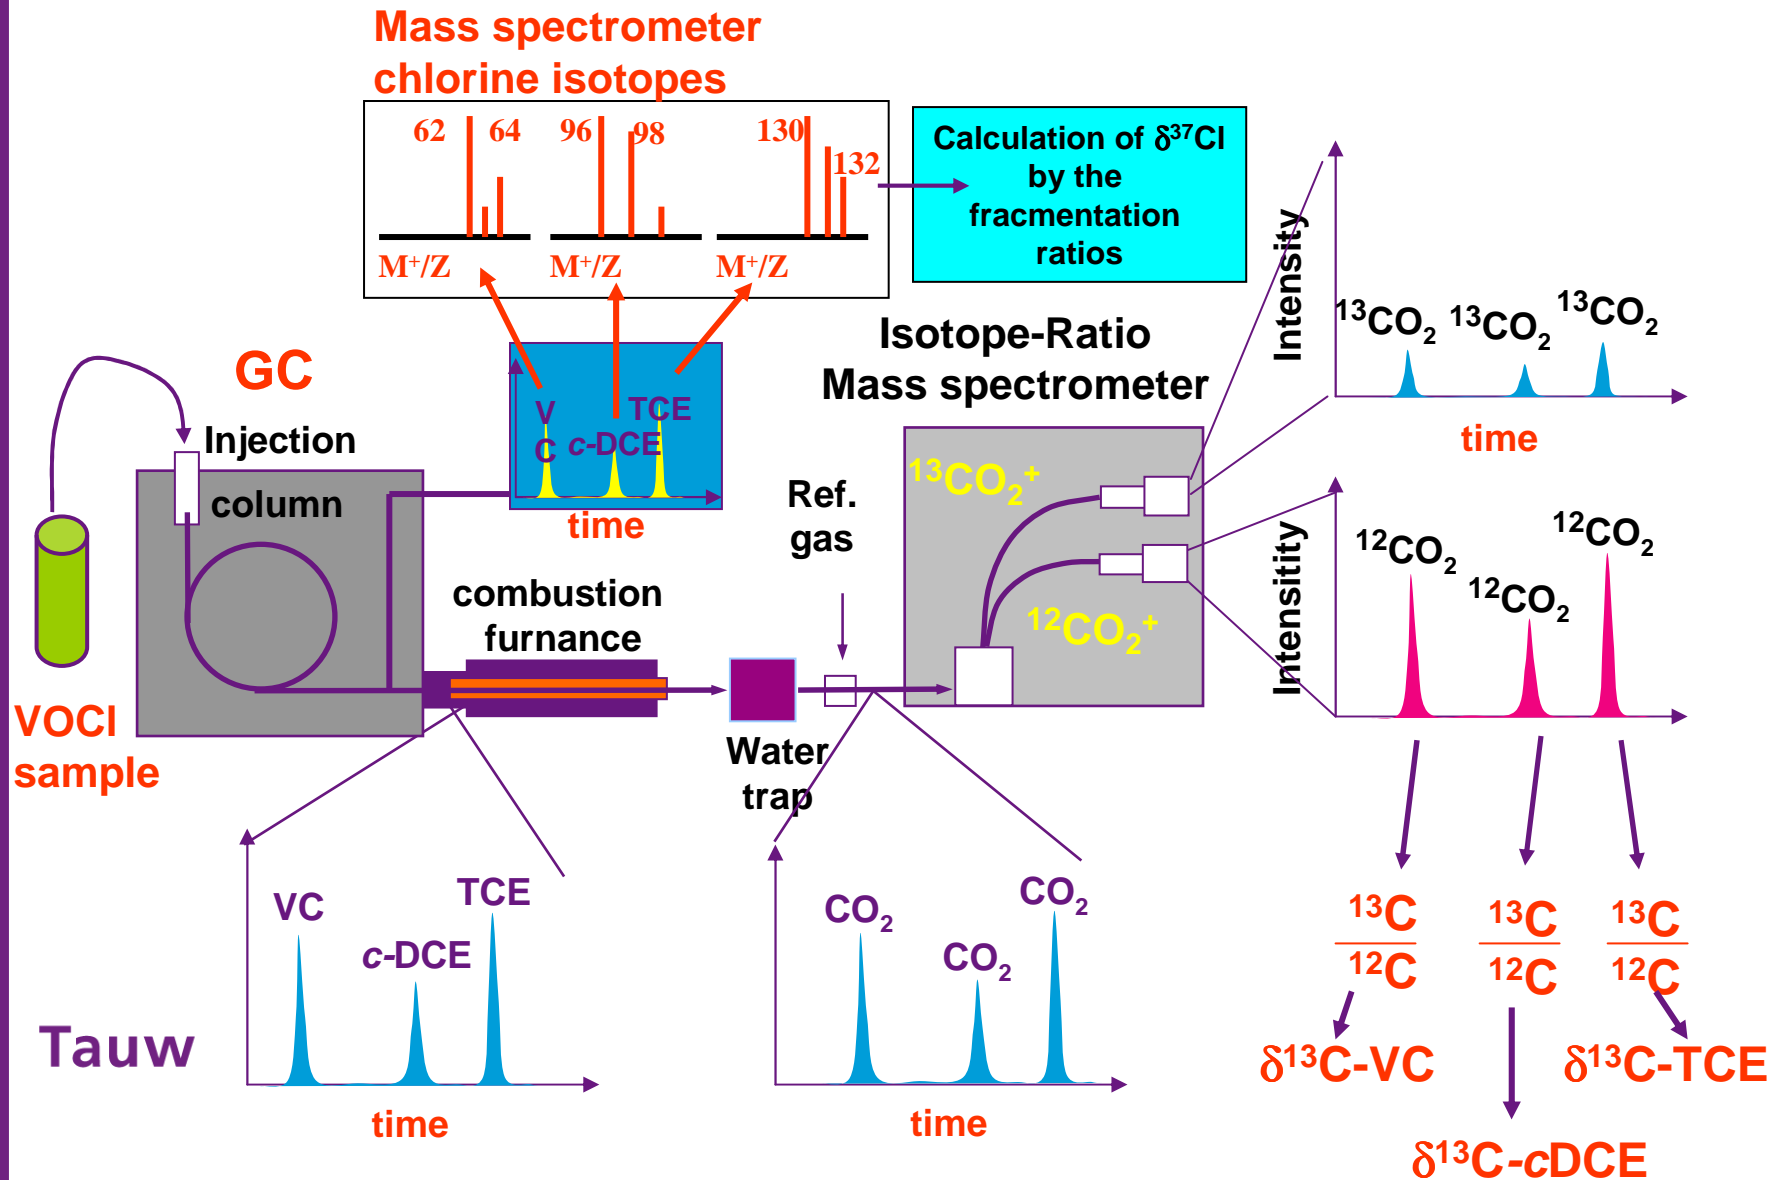 Mass spectrometer
chlorine isotopes
62 64
96 98
130 132
M⁺/Z M⁺/Z M⁺/Z
Calculation of δ³⁷Cl
by the
fracmentation
ratios
GC
Injection
column
VOCl
sample
V
C
c-DCE
TCE
time
combustion
furnance
Ref.
gas
Water
trap
Isotope-Ratio
Mass spectrometer
¹³CO₂⁺
¹²CO₂⁺
Intensity
¹³CO₂ ¹³CO₂ ¹³CO₂
time
Intensitity
¹²CO₂ ¹²CO₂ ¹²CO₂
VC
c-DCE
TCE
time
CO₂ CO₂ CO₂
time
¹³C ¹³C ¹³C
¹²C ¹²C ¹²C
δ¹³C-VC
δ¹³C-TCE
δ¹³C-cDCE
Tauw